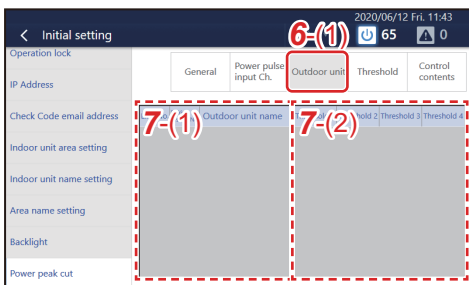 2020/06/12 Fri. 11:43
Initial setting
6-(1)
65
0
Operation lock
IP Address
Check Code email address
Indoor unit area setting
Indoor unit name setting
Area name setting
Backlight
Power peak cut
General
Power pulse
input Ch.
Outdoor unit
Threshold
Control
contents
7-(1)
Outdoor unit name
7-(2)
Threshold 3
Threshold 4